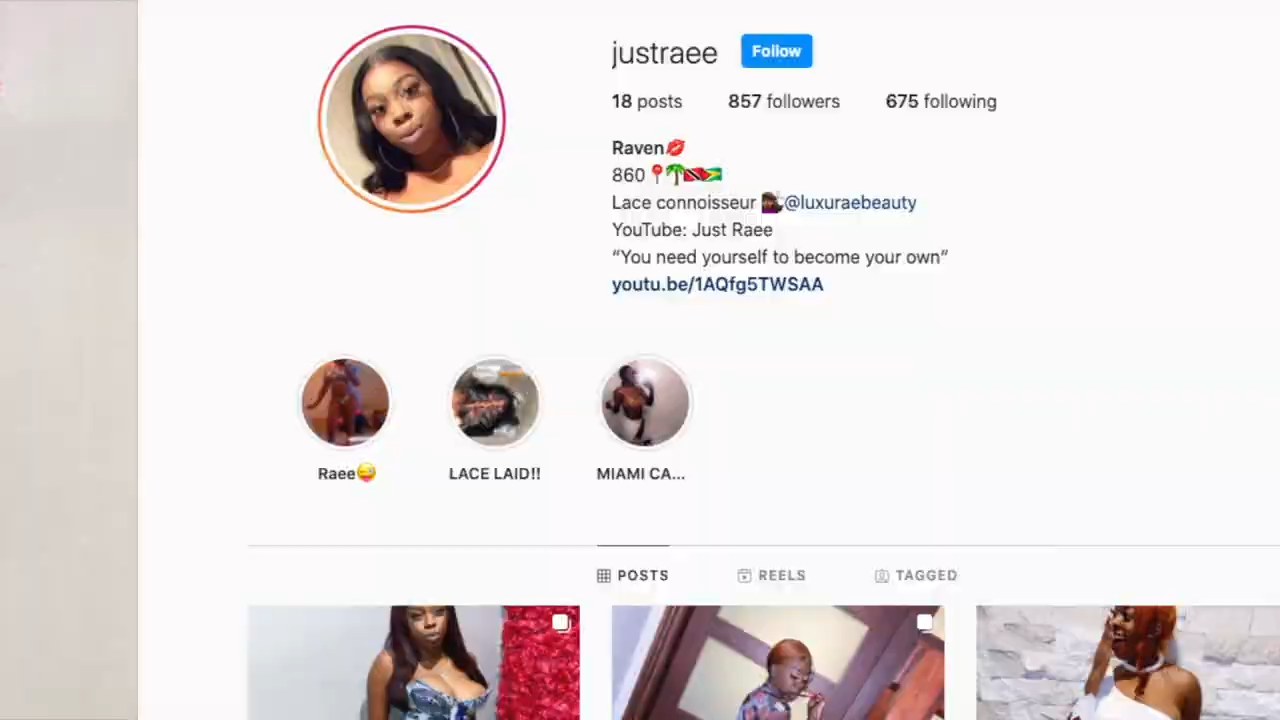 justraee Follow
18 posts 857 followers 675 following
Raven💋
860📍🌴🇹🇹🇬🇾
Lace connoisseur 💇🏿‍♀️@luxuraebeauty
YouTube: Just Raee
“You need yourself to become your own”
youtu.be/1AQfg5TWSAA
Raee😜 LACE LAID!! MIAMI CA...
POSTS REELS TAGGED